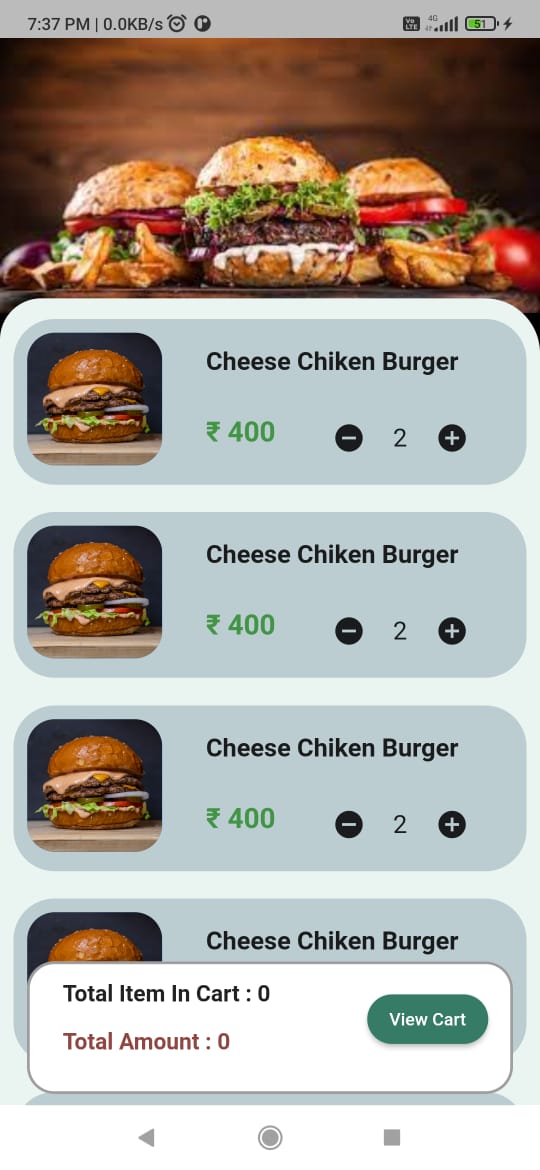 7:37 PM | 0.0KB/s
Vo LTE 4G 51
Cheese Chiken Burger
₹ 400
2
Cheese Chiken Burger
₹ 400
2
Cheese Chiken Burger
₹ 400
2
Cheese Chiken Burger
Total Item In Cart : 0
Total Amount : 0
View Cart